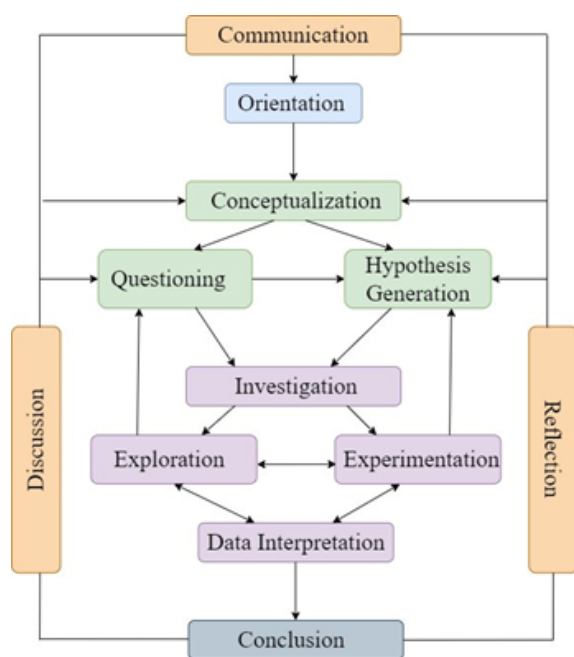 Communication
Orientation
Conceptualization
Questioning
Hypothesis
Generation
Investigation
Discussion
Exploration
Experimentation
Reflection
Data Interpretation
Conclusion